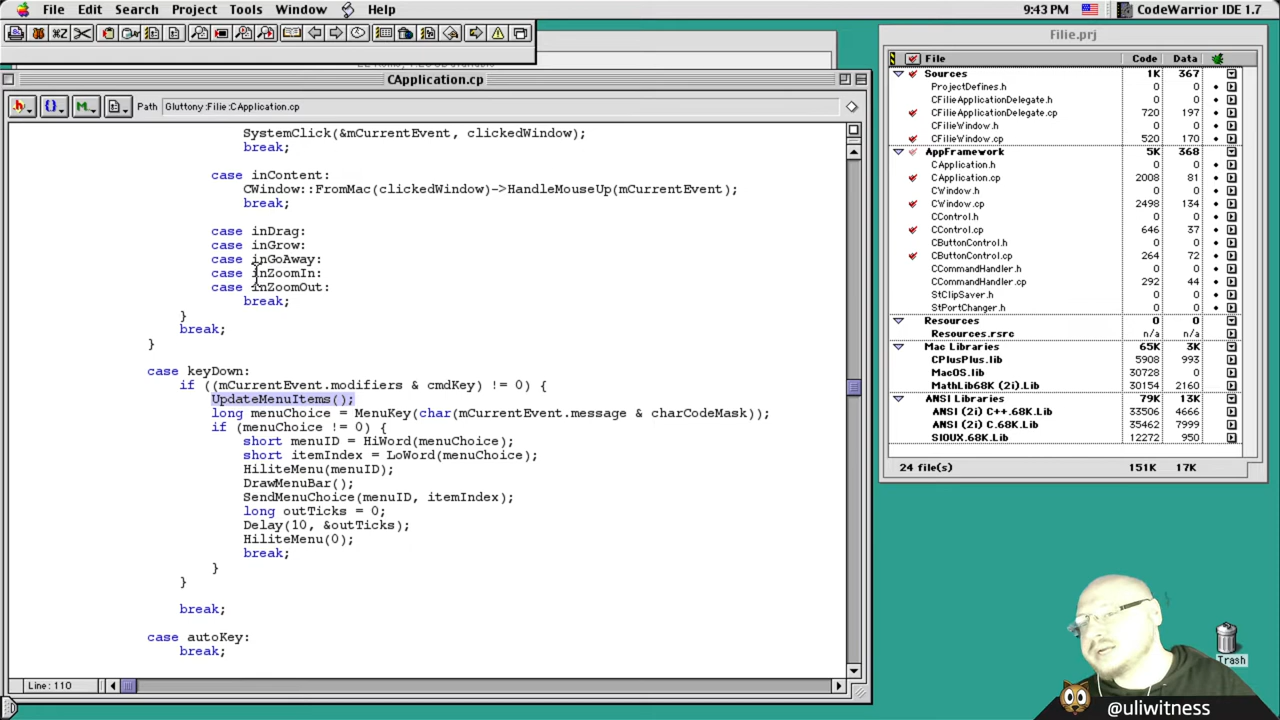 File Edit Search Project Tools Window Help 9:43 PM CodeWarrior IDE 1.7
CApplication.cp
Path Gluttony :Filie :CApplication.cp
SystemClick(&mCurrentEvent, clickedWindow);
break;
case inContent:
CWindow::FromMac(clickedWindow)->HandleMouseUp(mCurrentEvent);
break;
case inDrag:
case inGrow:
case inGoAway:
case inZoomIn:
case inZoomOut:
break;
}
break;
}
case keyDown:
if ((mCurrentEvent.modifiers & cmdKey) != 0) {
UpdateMenuItems();
long menuChoice = MenuKey(char(mCurrentEvent.message & charCodeMask));
if (menuChoice != 0) {
short menuID = HiWord(menuChoice);
short itemIndex = LoWord(menuChoice);
HiliteMenu(menuID);
DrawMenuBar();
SendMenuChoice(menuID, itemIndex);
long outTicks = 0;
Delay(10, &outTicks);
HiliteMenu(0);
break;
}
}
break;
case autoKey:
break;
Line: 110
Filie.prj
File Code Data
Sources 1K 367
ProjectDefines.h 0 0
CFilieApplicationDelegate.h 0 0
CFilieApplicationDelegate.cp 720 197
CFilieWindow.h 0 0
CFilieWindow.cp 520 170
AppFramework 5K 368
CApplication.h 0 0
CApplication.cp 2008 81
CWindow.h 0 0
CWindow.cp 2498 134
CControl.h 0 0
CControl.cp 646 37
CButtonControl.h 0 0
CButtonControl.cp 264 72
CCommandHandler.h 0 0
CCommandHandler.cp 292 44
StClipSaver.h 0 0
StPortChanger.h 0 0
Resources 0 0
Resources.rsrc n/a n/a
Mac Libraries 65K 3K
CPlusPlus.lib 5908 993
MacOS.lib 30728 0
MathLib68K (2i).Lib 30154 2160
ANSI Libraries 79K 13K
ANSI (2i) C++.68K.Lib 33506 4666
ANSI (2i) C.68K.Lib 35462 7999
SIOUX.68K.Lib 12272 950
24 file(s) 151K 17K
Trash
@uliwitness